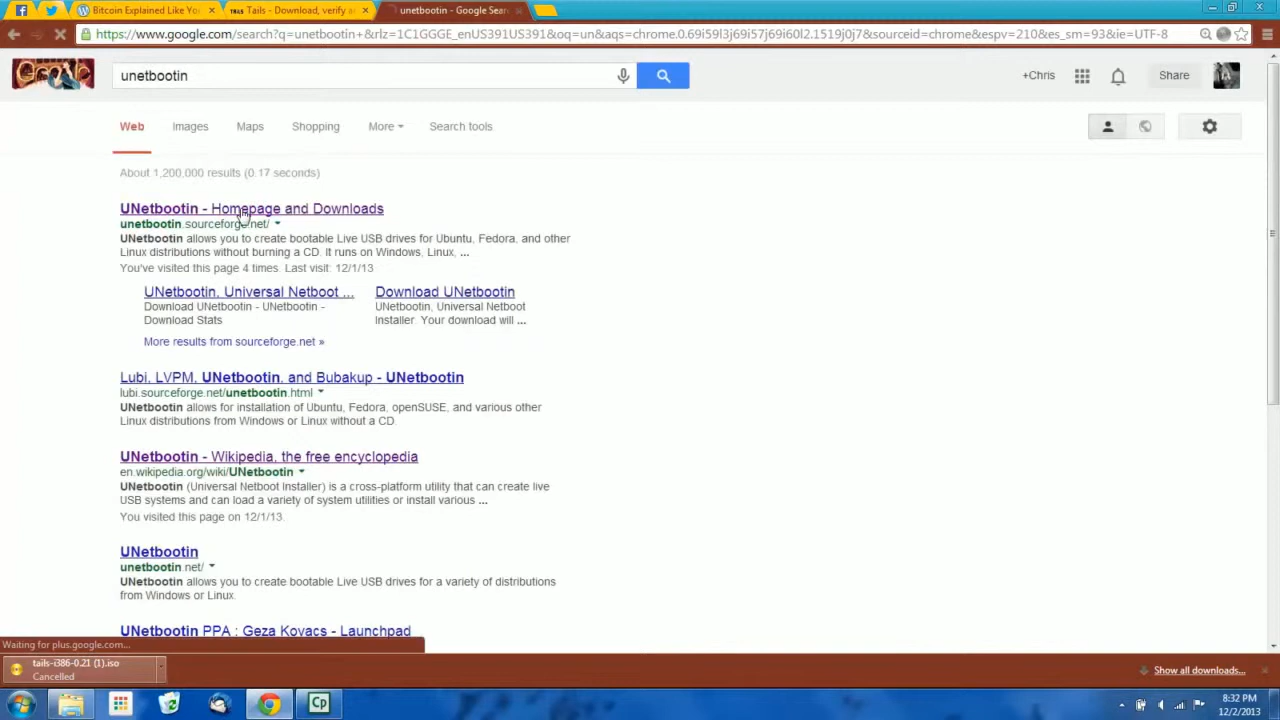 Bitcoin Explained Like Yo
Tails - Download, verify a
unetbootin - Google Sear
https://www.google.com/search?q=unetbootin+&rlz=1C1GGGE_enUS391US391&oq=un&aqs=chrome.0.69i59l3j69i57j69i60l2.1519j0j7&sourceid=chrome&espv=210&es_sm=93&ie=UTF-8
unetbootin
+Chris
Share
Web Images Maps Shopping More Search tools
About 1,200,000 results (0.17 seconds)
UNetbootin - Homepage and Downloads
unetbootin.sourceforge.net/
UNetbootin allows you to create bootable Live USB drives for Ubuntu, Fedora, and other
Linux distributions without burning a CD. It runs on Windows, Linux, ...
You've visited this page 4 times. Last visit: 12/1/13
UNetbootin, Universal Netboot ...
Download UNetbootin - UNetbootin -
Download Stats
Download UNetbootin
UNetbootin, Universal Netboot
Installer. Your download will ...
More results from sourceforge.net »
Lubi, LVPM, UNetbootin, and Bubakup - UNetbootin
lubi.sourceforge.net/unetbootin.html
UNetbootin allows for installation of Ubuntu, Fedora, openSUSE, and various other
Linux distributions from Windows or Linux without a CD.
UNetbootin - Wikipedia, the free encyclopedia
en.wikipedia.org/wiki/UNetbootin
UNetbootin (Universal Netboot Installer) is a cross-platform utility that can create live
USB systems and can load a variety of system utilities or install various ...
You visited this page on 12/1/13.
UNetbootin
unetbootin.net/
UNetbootin allows you to create bootable Live USB drives for a variety of distributions
from Windows or Linux.
UNetbootin PPA : Geza Kovacs - Launchpad
Waiting for plus.google.com...
tails-i386-0.21 (1).iso
Cancelled
Show all downloads...
Cp
8:32 PM
12/2/2013